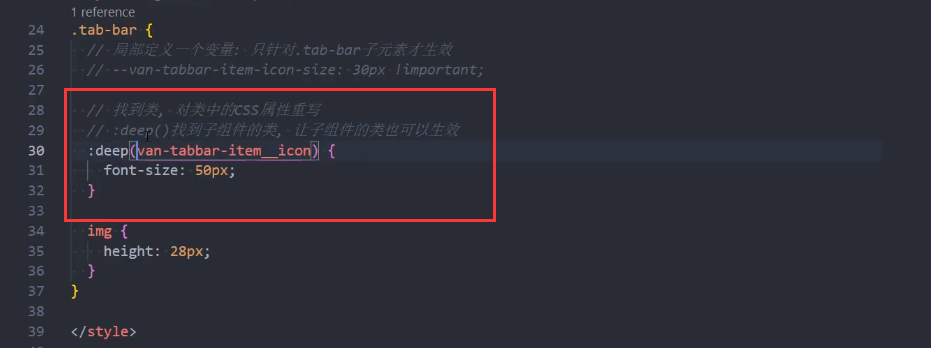 1 reference
24 .tab-bar {
25 // 局部定义一个变量: 只针对.tab-bar子元素才生效
26 // --van-tabbar-item-icon-size: 30px !important;
27
28 // 找到类, 对类中的CSS属性重写
29 // :deep()找到子组件的类, 让子组件的类也可以生效
30 :deep(van-tabbar-item__icon) {
31 font-size: 50px;
32 }
33
34 img {
35 height: 28px;
36 }
37 }
38
39 </style>